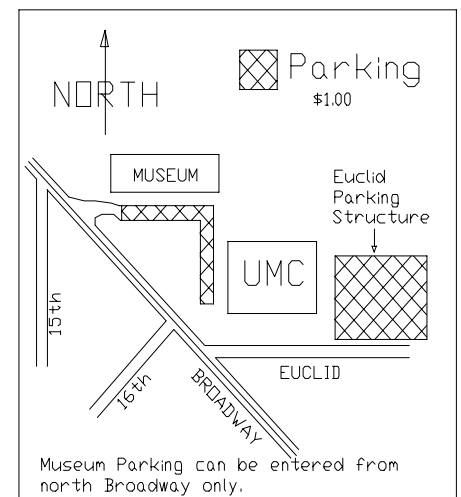 NORTH
Parking
$1.00
MUSEUM
Euclid
Parking
Structure
UMC
15th
16th
BROADWAY
EUCLID
Museum Parking can be entered from
north Broadway only.